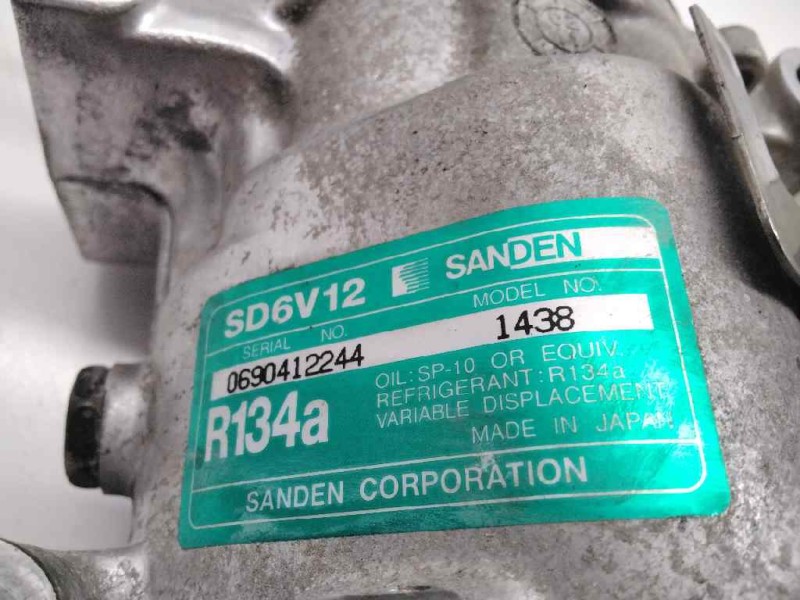 SD6V12 SANDEN
SERIAL NO. MODEL NO.
0690412244 1438
R134a
OIL:SP-10 OR EQUIV.
REFRIGERANT:R134a
VARIABLE DISPLACEMENT
MADE IN JAPAN
SANDEN CORPORATION